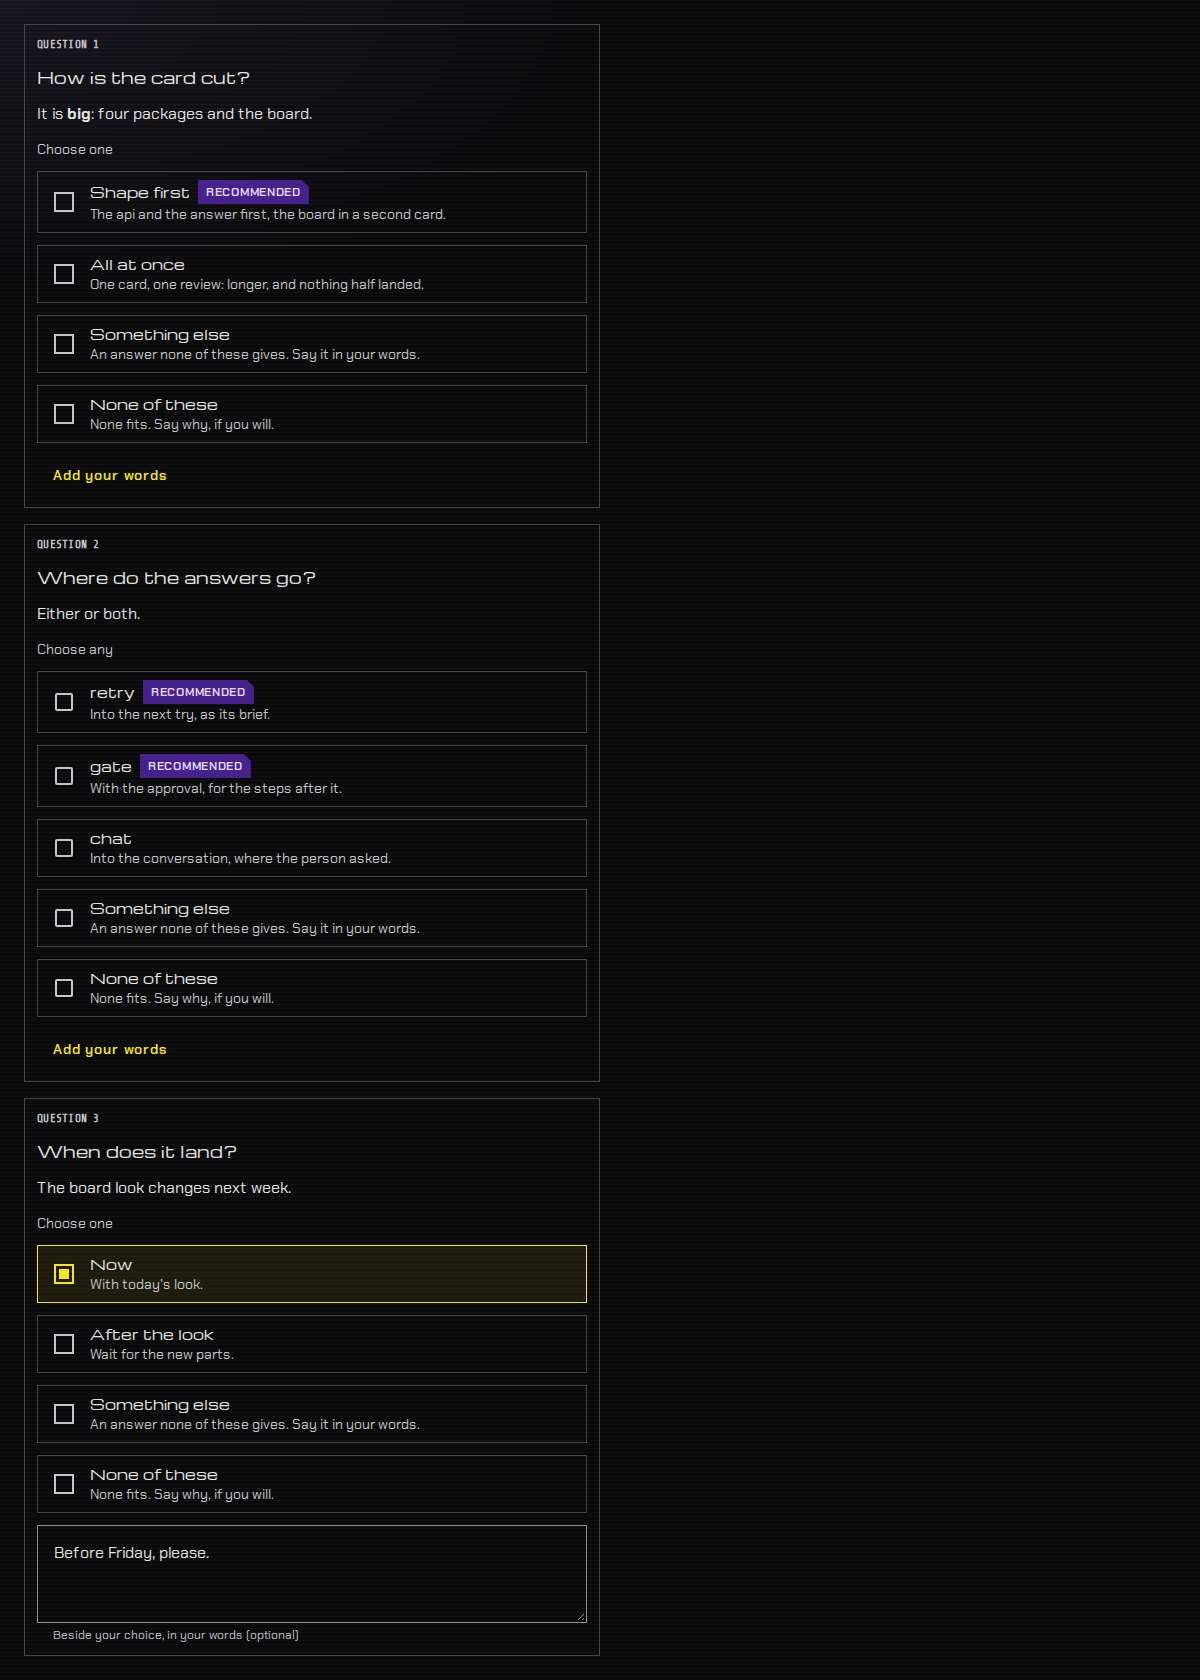 QUESTION 1
How is the card cut?
It is big: four packages and the board.
Choose one
Shape first RECOMMENDED
The api and the answer first, the board in a second card.
All at once
One card, one review: longer, and nothing half landed.
Something else
An answer none of these gives. Say it in your words.
None of these
None fits. Say why, if you will.
Add your words
QUESTION 2
Where do the answers go?
Either or both.
Choose any
retry RECOMMENDED
Into the next try, as its brief.
gate RECOMMENDED
With the approval, for the steps after it.
chat
Into the conversation, where the person asked.
Something else
An answer none of these gives. Say it in your words.
None of these
None fits. Say why, if you will.
Add your words
QUESTION 3
When does it land?
The board look changes next week.
Choose one
Now
With today's look.
After the look
Wait for the new parts.
Something else
An answer none of these gives. Say it in your words.
None of these
None fits. Say why, if you will.
Before Friday, please.
Beside your choice, in your words (optional)